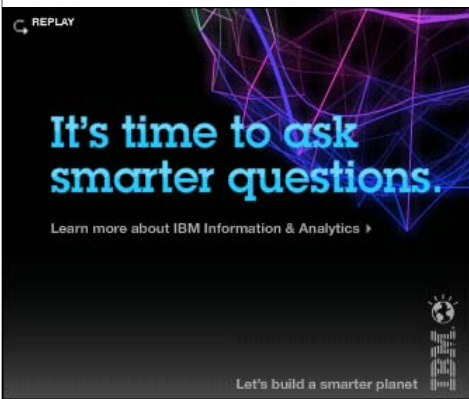 REPLAY
It's time to ask
smarter questions.
Learn more about IBM Information & Analytics
Let's build a smarter planet
IBM.